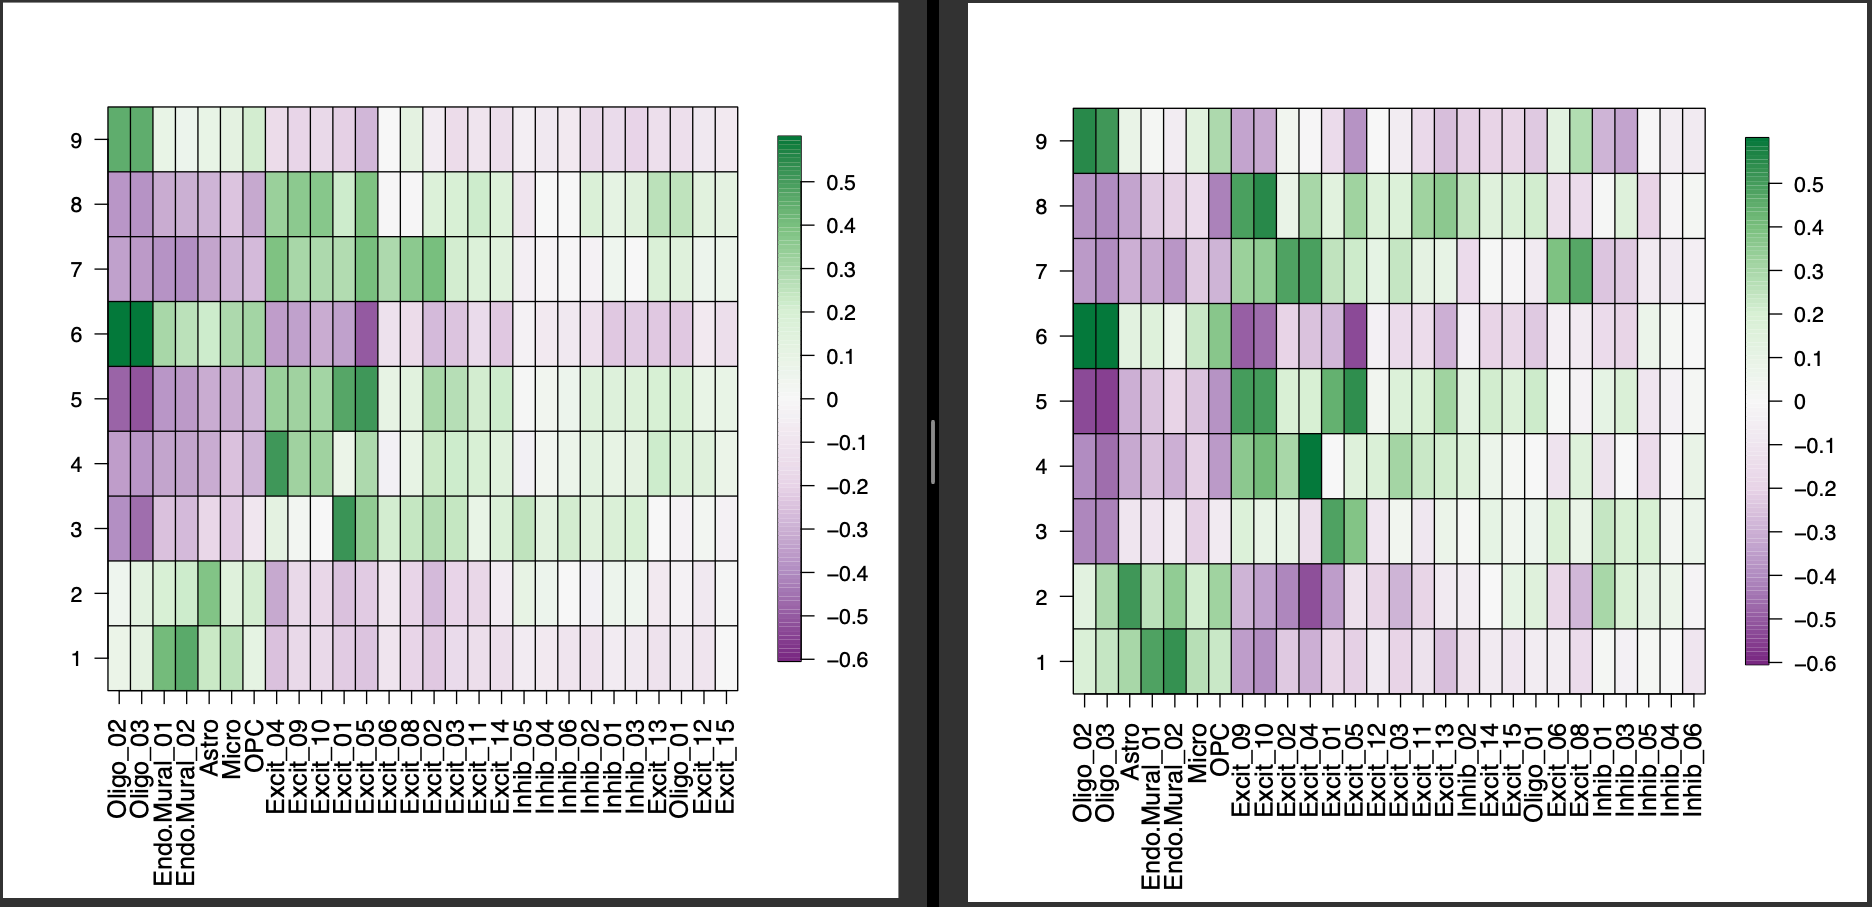 9
8
7
6
5
4
3
2
1
Oligo_02
Oligo_03
Endo.Mural_01
Endo.Mural_02
Astro
Micro
OPC
Excit_04
Excit_09
Excit_10
Excit_01
Excit_05
Excit_06
Excit_08
Excit_02
Excit_03
Excit_11
Excit_14
Inhib_05
Inhib_04
Inhib_06
Inhib_02
Inhib_01
Inhib_03
Excit_13
Oligo_01
Excit_12
Excit_15
0.5
0.4
0.3
0.2
0.1
0
−0.1
−0.2
−0.3
−0.4
−0.5
−0.6
9
8
7
6
5
4
3
2
1
Oligo_02
Oligo_03
Astro
Endo.Mural_01
Endo.Mural_02
Micro
OPC
Excit_09
Excit_10
Excit_02
Excit_04
Excit_01
Excit_05
Excit_12
Excit_03
Excit_11
Excit_13
Inhib_02
Excit_14
Excit_15
Oligo_01
Excit_06
Excit_08
Inhib_01
Inhib_03
Inhib_05
Inhib_04
Inhib_06
0.5
0.4
0.3
0.2
0.1
0
−0.1
−0.2
−0.3
−0.4
−0.5
−0.6